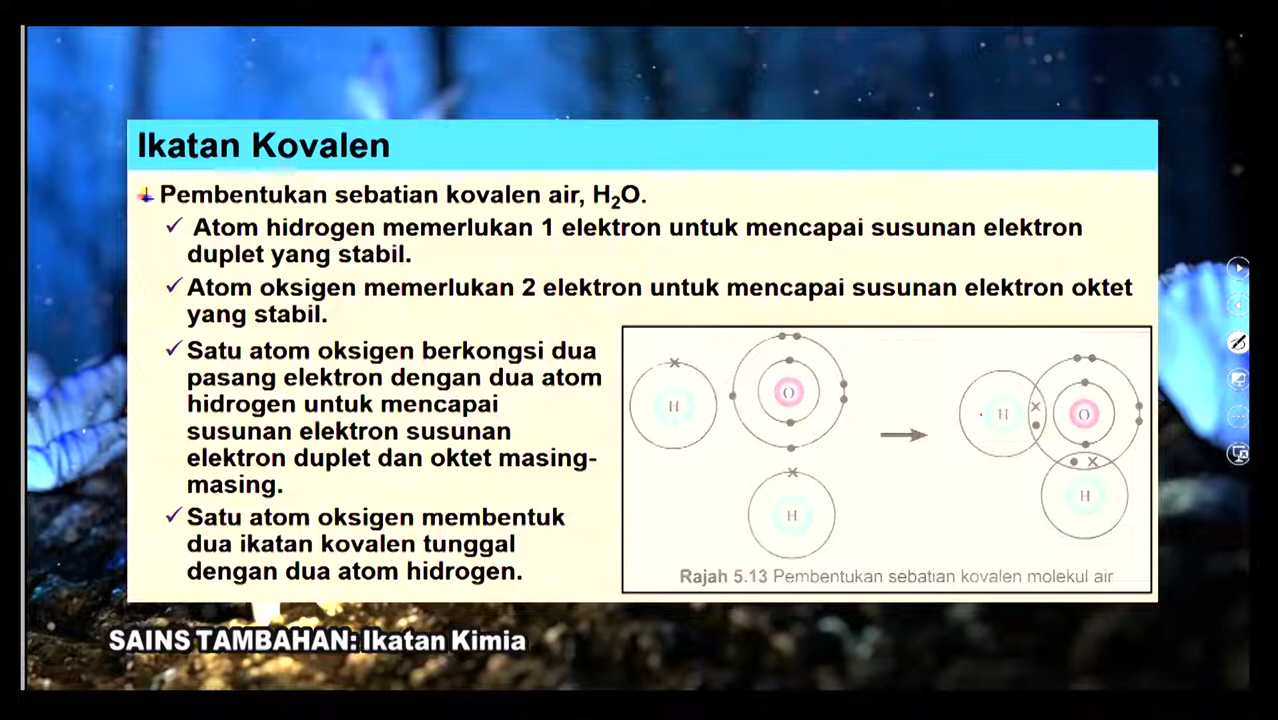 Ikatan Kovalen
Pembentukan sebatian kovalen air, H₂O.
✓ Atom hidrogen memerlukan 1 elektron untuk mencapai susunan elektron
duplet yang stabil.
✓ Atom oksigen memerlukan 2 elektron untuk mencapai susunan elektron oktet
yang stabil.
✓ Satu atom oksigen berkongsi dua
pasang elektron dengan dua atom
hidrogen untuk mencapai
susunan elektron susunan
elektron duplet dan oktet masing-
masing.
✓ Satu atom oksigen membentuk
dua ikatan kovalen tunggal
dengan dua atom hidrogen.
H
O
H
H
O
H
Rajah 5.13 Pembentukan sebatian kovalen molekul air
SAINS TAMBAHAN: Ikatan Kimia